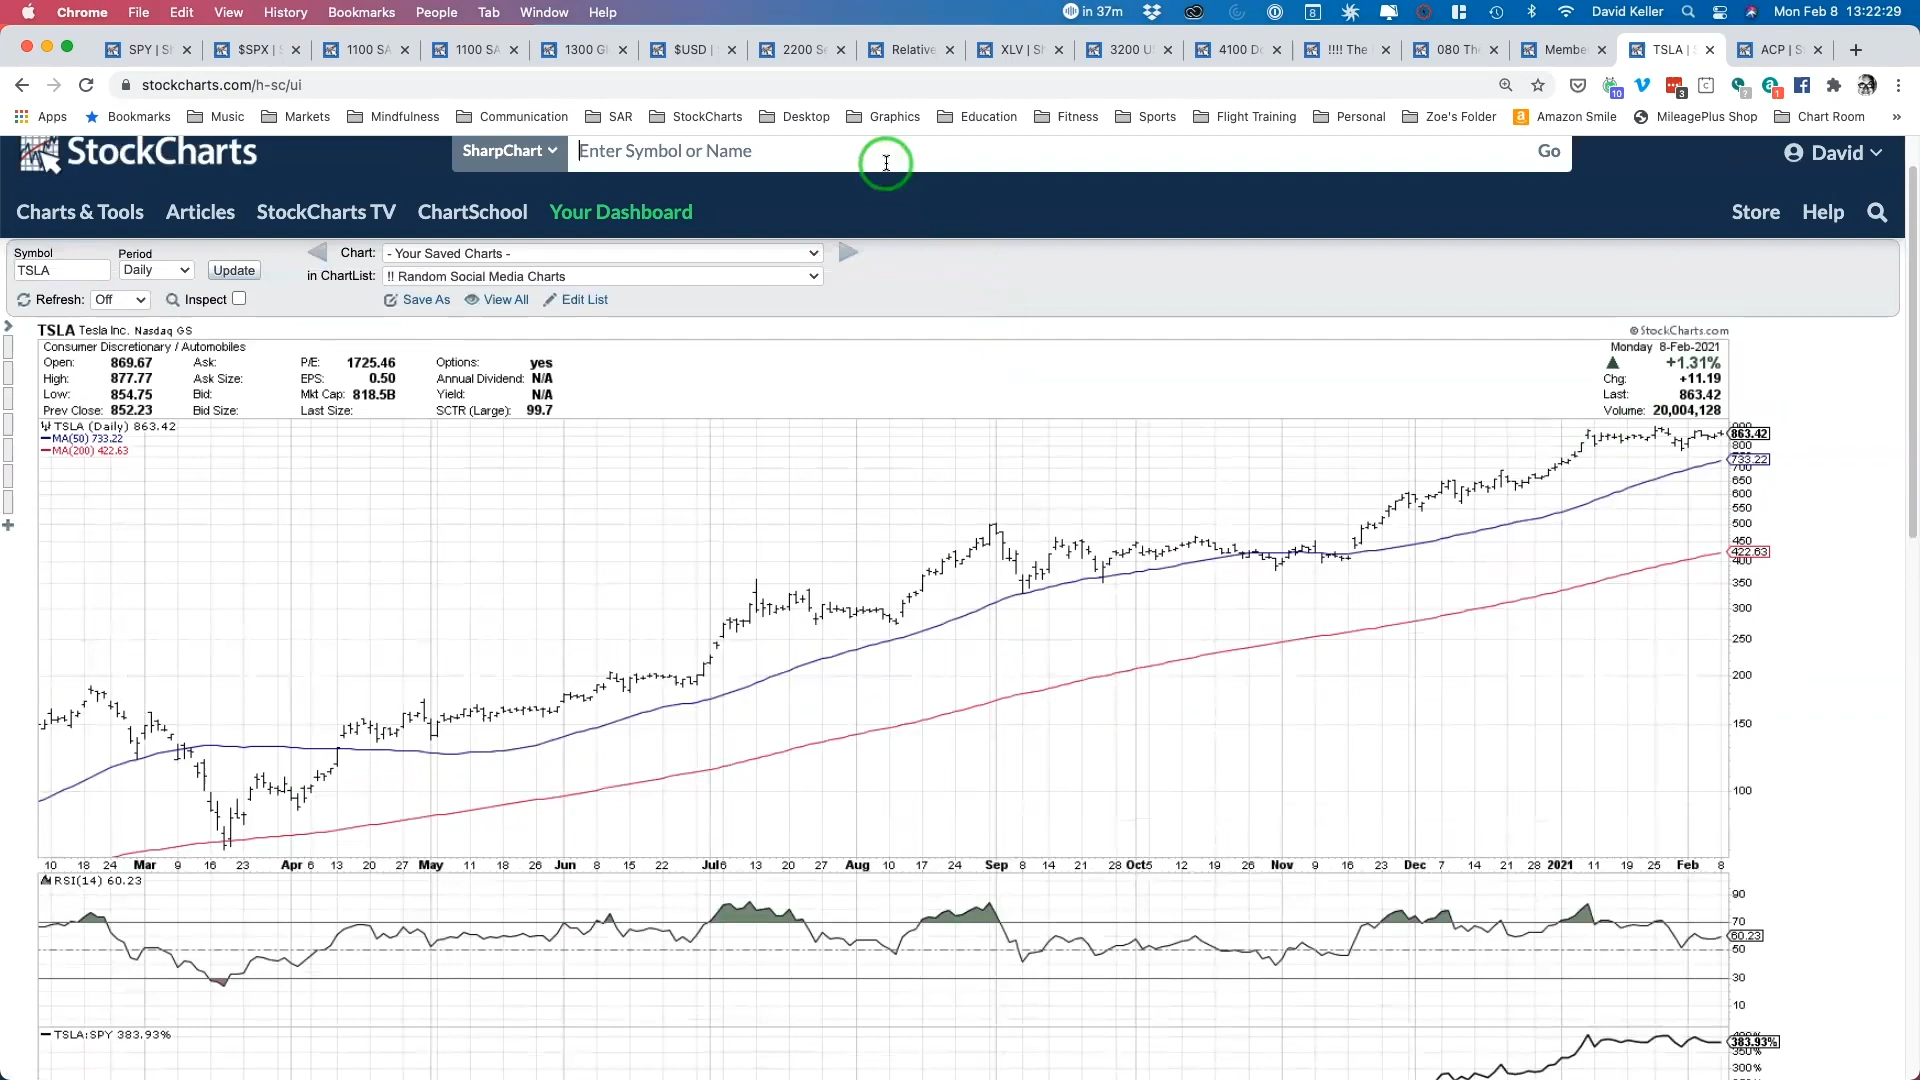 Chrome File Edit View History Bookmarks People Tab Window Help in 37m 8 David Keller Mon Feb 8 13:22:29
SPY | S $SPX | S 1100 SA 1100 SA 1300 G $USD | 2200 S Relative XLV | S 3200 U 4100 D !!!! The 080 Th Membe TSLA | ACP | S
stockcharts.com/h-sc/ui
Apps Bookmarks Music Markets Mindfulness Communication SAR StockCharts Desktop Graphics Education Fitness Sports Flight Training Personal Zoe's Folder Amazon Smile MileagePlus Shop Chart Room »
StockCharts SharpChart Enter Symbol or Name Go David
Charts & Tools Articles StockCharts TV ChartSchool Your Dashboard Store Help
Symbol Period Chart: - Your Saved Charts -
TSLA Daily Update in ChartList: !! Random Social Media Charts
Refresh: Off Inspect Save As View All Edit List
TSLA Tesla Inc. Nasdaq GS © StockCharts.com
Consumer Discretionary / Automobiles Monday 8-Feb-2021
Open: 869.67 Ask: P/E: 1725.46 Options: yes +1.31%
High: 877.77 Ask Size: EPS: 0.50 Annual Dividend: N/A Chg: +11.19
Low: 854.75 Bid: Mkt Cap: 818.5B Yield: N/A Last: 863.42
Prev Close: 852.23 Bid Size: Last Size: SCTR (Large): 99.7 Volume: 20,004,128
TSLA (Daily) 863.42
MA(50) 733.22
MA(200) 422.63
900
863.42
800
733.22
700
650
600
550
500
450
422.63
400
350
300
250
200
150
100
10 18 24 Mar 9 16 23 Apr 6 13 20 27 May 11 18 26 Jun 8 15 22 Jul 6 13 20 27 Aug 10 17 24 Sep 8 14 21 28 Oct 5 12 19 26 Nov 9 16 23 Dec 7 14 21 28 2021 11 19 25 Feb 8
RSI(14) 60.23
90
70
60.23
50
30
10
TSLA:SPY 383.93%
400%
383.93%
350%
300%